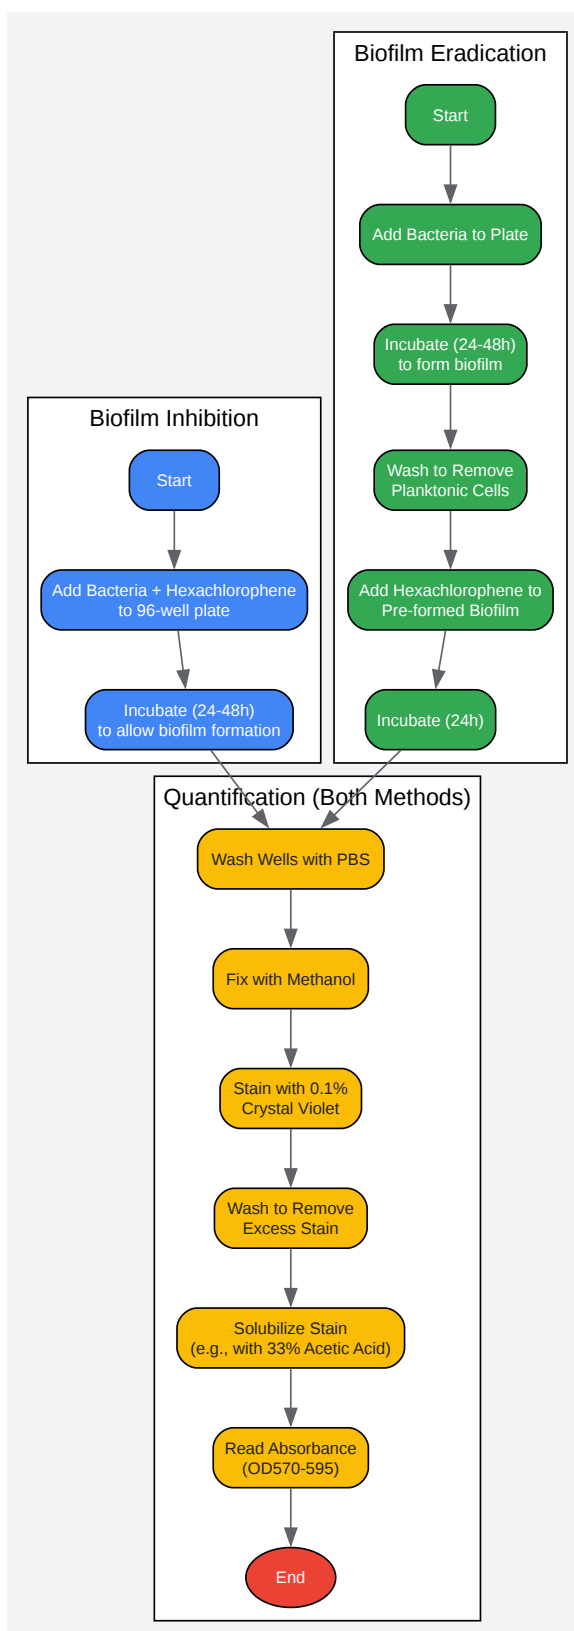 Biofilm Eradication
Start
Add Bacteria to Plate
Incubate (24-48h)
to form biofilm
Wash to Remove
Planktonic Cells
Add Hexachlorophene to
Pre-formed Biofilm
Incubate (24h)
Biofilm Inhibition
Start
Add Bacteria + Hexachlorophene
to 96-well plate
Incubate (24-48h)
to allow biofilm formation
Quantification (Both Methods)
Wash Wells with PBS
Fix with Methanol
Stain with 0.1%
Crystal Violet
Wash to Remove
Excess Stain
Solubilize Stain
(e.g., with 33% Acetic Acid)
Read Absorbance
(OD570-595)
End